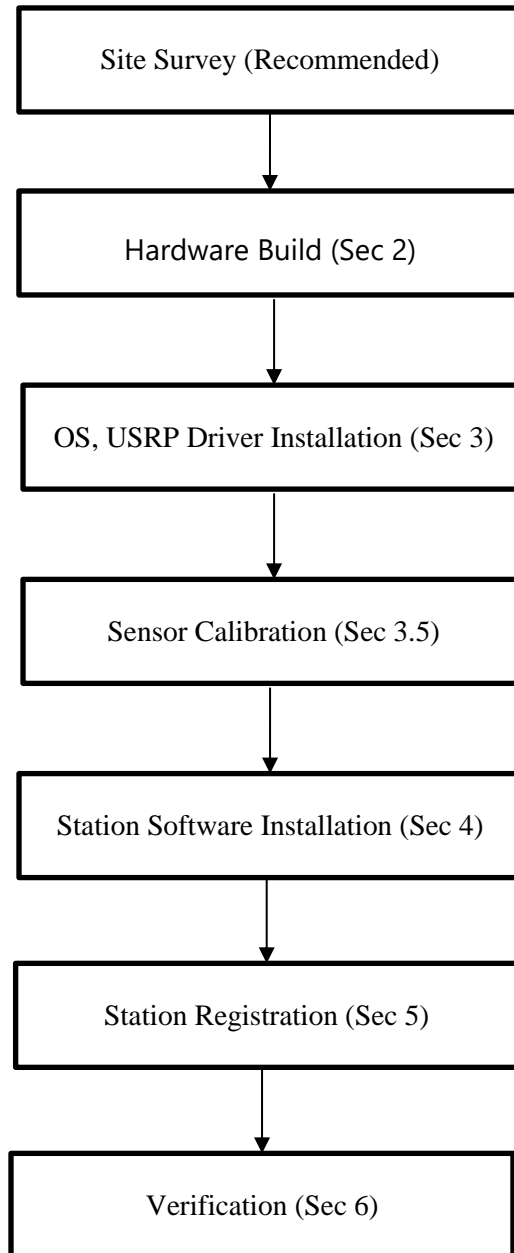 Site Survey (Recommended)
Hardware Build (Sec 2)
OS, USRP Driver Installation (Sec 3)
Sensor Calibration (Sec 3.5)
Station Software Installation (Sec 4)
Station Registration (Sec 5)
Verification (Sec 6)